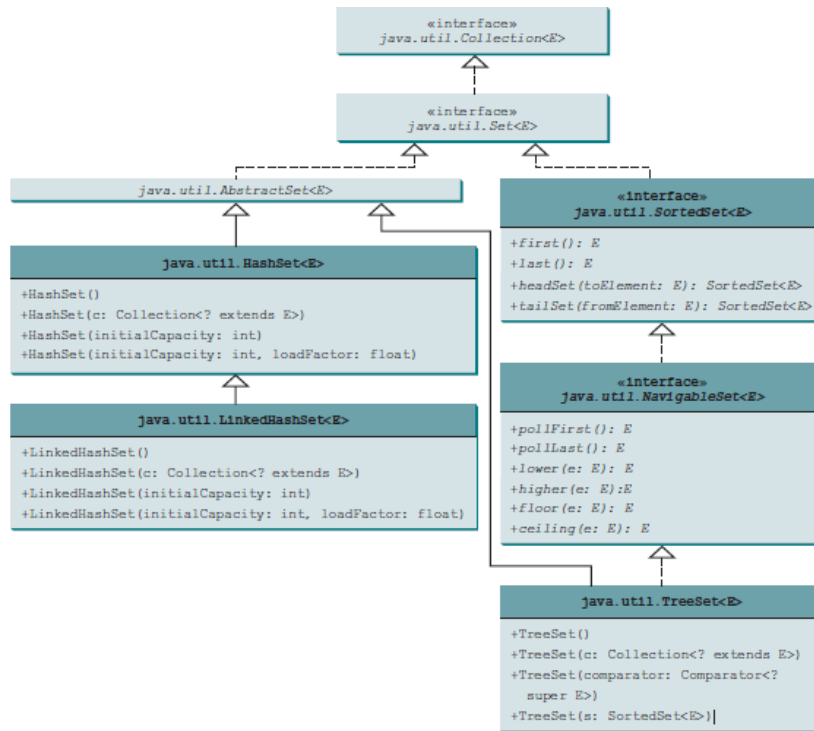 «interface»
java.util.Collection<E>
«interface»
java.util.Set<E>
java.util.AbstractSet<E>
«interface»
java.util.SortedSet<E>
+first(): E
+last(): E
+headSet(toElement: E): SortedSet<E>
+tailSet(fromElement: E): SortedSet<E>
java.util.HashSet<E>
+HashSet()
+HashSet(c: Collection<? extends E>)
+HashSet(initialCapacity: int)
+HashSet(initialCapacity: int, loadFactor: float)
«interface»
java.util.NavigableSet<E>
+pollFirst(): E
+pollLast(): E
+lower(e: E): E
+higher(e: E):E
+floor(e: E): E
+ceiling(e: E): E
java.util.LinkedHashSet<E>
+LinkedHashSet()
+LinkedHashSet(c: Collection<? extends E>)
+LinkedHashSet(initialCapacity: int)
+LinkedHashSet(initialCapacity: int, loadFactor: float)
java.util.TreeSet<E>
+TreeSet()
+TreeSet(c: Collection<? extends E>)
+TreeSet(comparator: Comparator<?
super E>)
+TreeSet(s: SortedSet<E>)